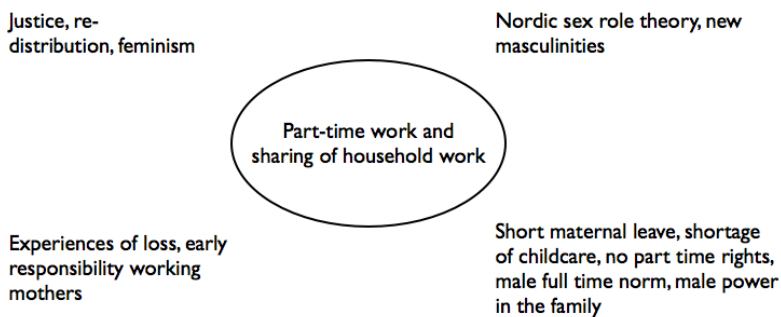 Justice, re-
distribution, feminism
Nordic sex role theory, new
masculinities
Part-time work and
sharing of household work
Experiences of loss, early
responsibility working
mothers
Short maternal leave, shortage
of childcare, no part time rights,
male full time norm, male power
in the family